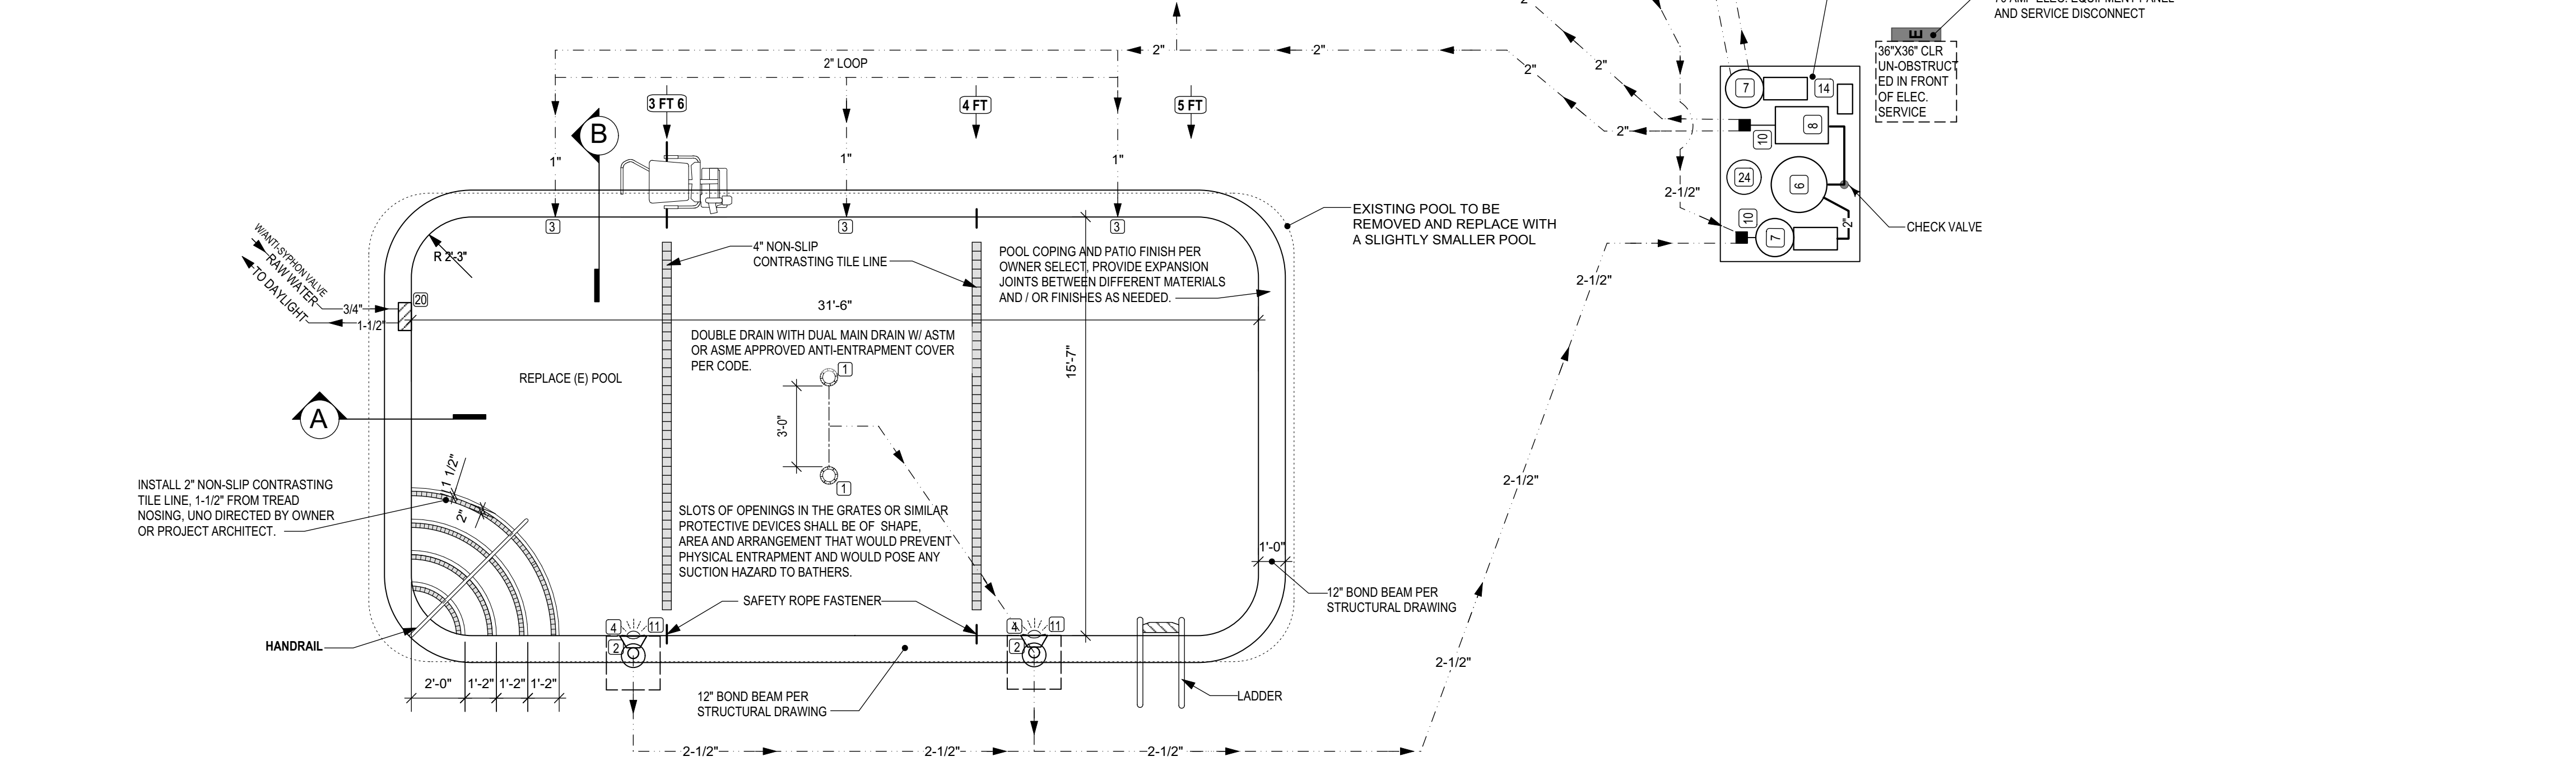 AND SERVICE DISCONNECT
E
36"X36" CLR
UN-OBSTRUCT
ED IN FRONT
OF ELEC.
SERVICE
2"
2"
2"
2"
2"
2"
2" LOOP
3 FT 6
4 FT
5 FT
7
14
8
10
24
6
10
7
2"
2-1/2"
CHECK VALVE
B
1"
1"
1"
3
3
3
EXISTING POOL TO BE
REMOVED AND REPLACE WITH
A SLIGHTLY SMALLER POOL
W/ANTI-SYPHON VALVE
RAW WATER
TO DAYLIGHT
3/4"
1-1/2"
20
R 2'-3"
4" NON-SLIP
CONTRASTING TILE LINE
POOL COPING AND PATIO FINISH PER
OWNER SELECT, PROVIDE EXPANSION
JOINTS BETWEEN DIFFERENT MATERIALS
AND / OR FINISHES AS NEEDED.
31'-6"
15'-7"
DOUBLE DRAIN WITH DUAL MAIN DRAIN W/ ASTM
OR ASME APPROVED ANTI-ENTRAPMENT COVER
PER CODE.
1
3'-0"
1
REPLACE (E) POOL
A
SLOTS OF OPENINGS IN THE GRATES OR SIMILAR
PROTECTIVE DEVICES SHALL BE OF SHAPE,
AREA AND ARRANGEMENT THAT WOULD PREVENT
PHYSICAL ENTRAPMENT AND WOULD POSE ANY
SUCTION HAZARD TO BATHERS.
INSTALL 2" NON-SLIP CONTRASTING
TILE LINE, 1-1/2" FROM TREAD
NOSING, UNO DIRECTED BY OWNER
OR PROJECT ARCHITECT.
1 1/2"
2"
SAFETY ROPE FASTENER
1'-0"
12" BOND BEAM PER
STRUCTURAL DRAWING
HANDRAIL
4
11
2
4
11
2
2'-0"
1'-2"
1'-2"
1'-2"
12" BOND BEAM PER
STRUCTURAL DRAWING
LADDER
2-1/2"
2-1/2"
2-1/2"
2-1/2"
2-1/2"
2-1/2"